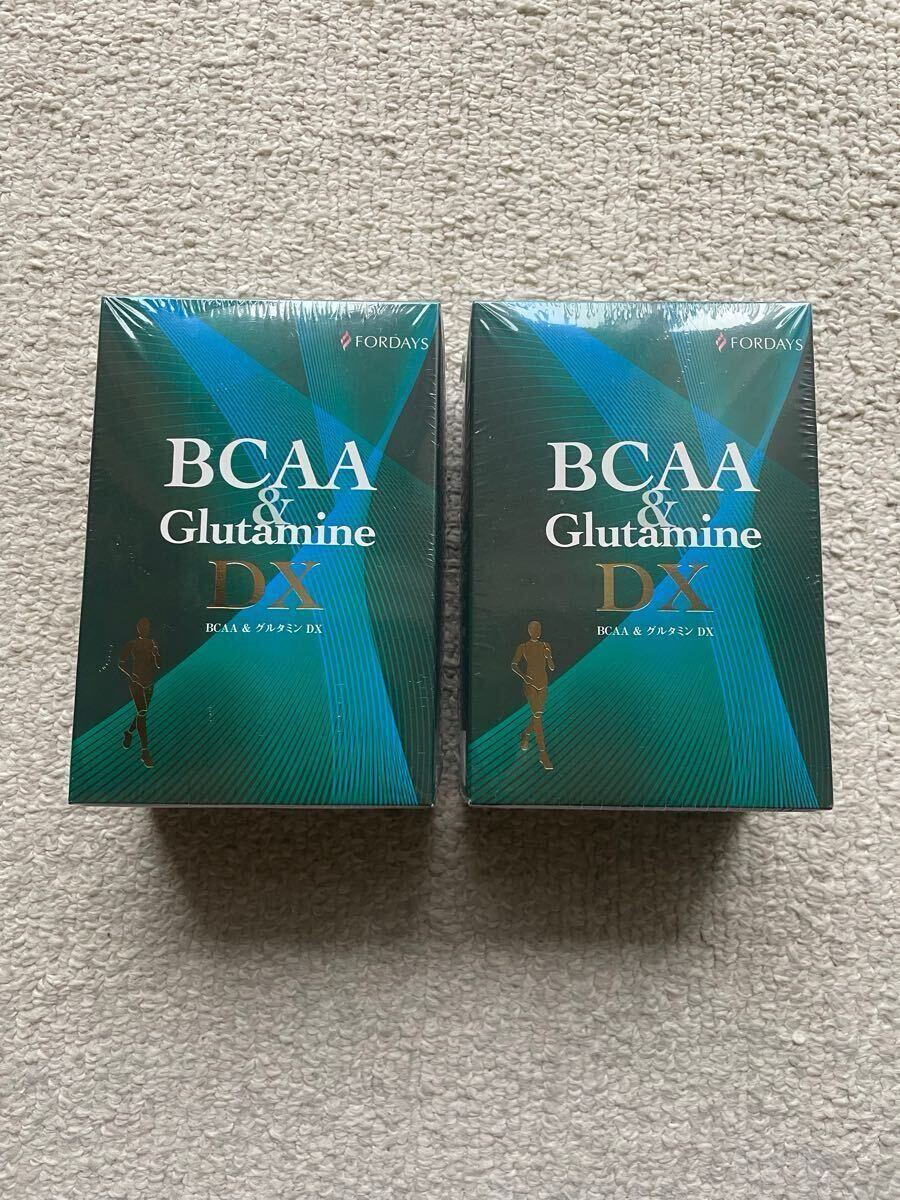 FORDAYS
BCAA
&
Glutamine
DX
BCAA & グルタミン DX
FORDAYS
BCAA
&
Glutamine
DX
BCAA & グルタミン DX